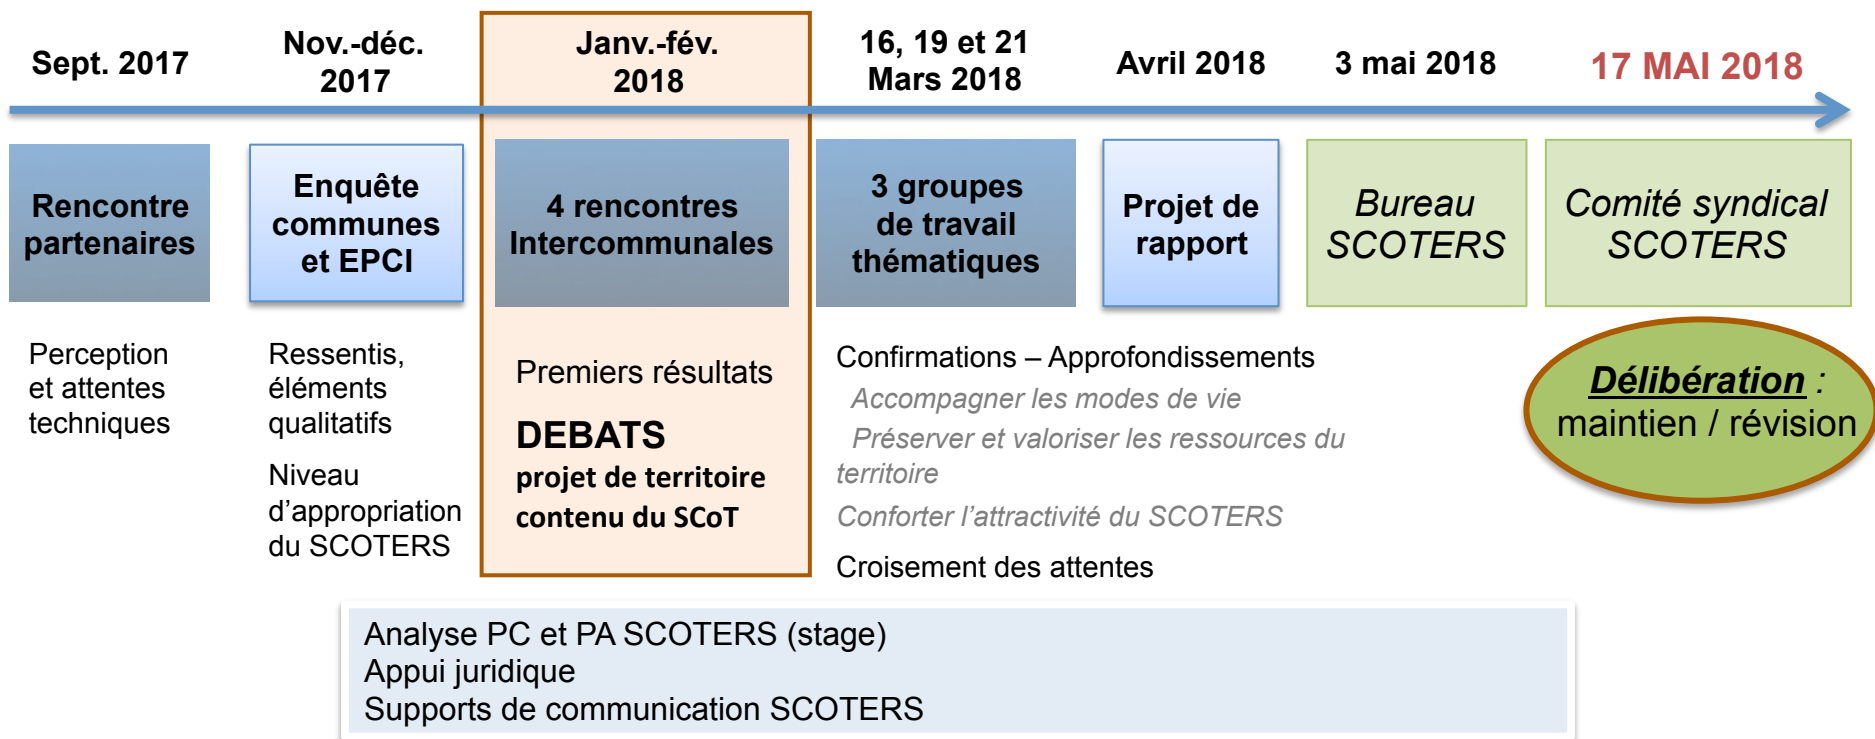 Sept. 2017
Nov.-déc.
2017
Janv.-fév.
2018
16, 19 et 21
Mars 2018
Avril 2018
3 mai 2018
17 MAI 2018
Rencontre
partenaires
Enquête
communes
et EPCI
4 rencontres
Intercommunales
3 groupes
de travail
thématiques
Projet de
rapport
Bureau
SCOTERS
Comité syndical
SCOTERS
Perception
et attentes
techniques
Ressentis,
éléments
qualitatifs
Niveau
d’appropriation
du SCOTERS
Premiers résultats
DEBATS
projet de territoire
contenu du SCoT
Confirmations – Approfondissements
Accompagner les modes de vie
Préserver et valoriser les ressources du
territoire
Conforter l’attractivité du SCOTERS
Croisement des attentes
Délibération :
maintien / révision
Analyse PC et PA SCOTERS (stage)
Appui juridique
Supports de communication SCOTERS